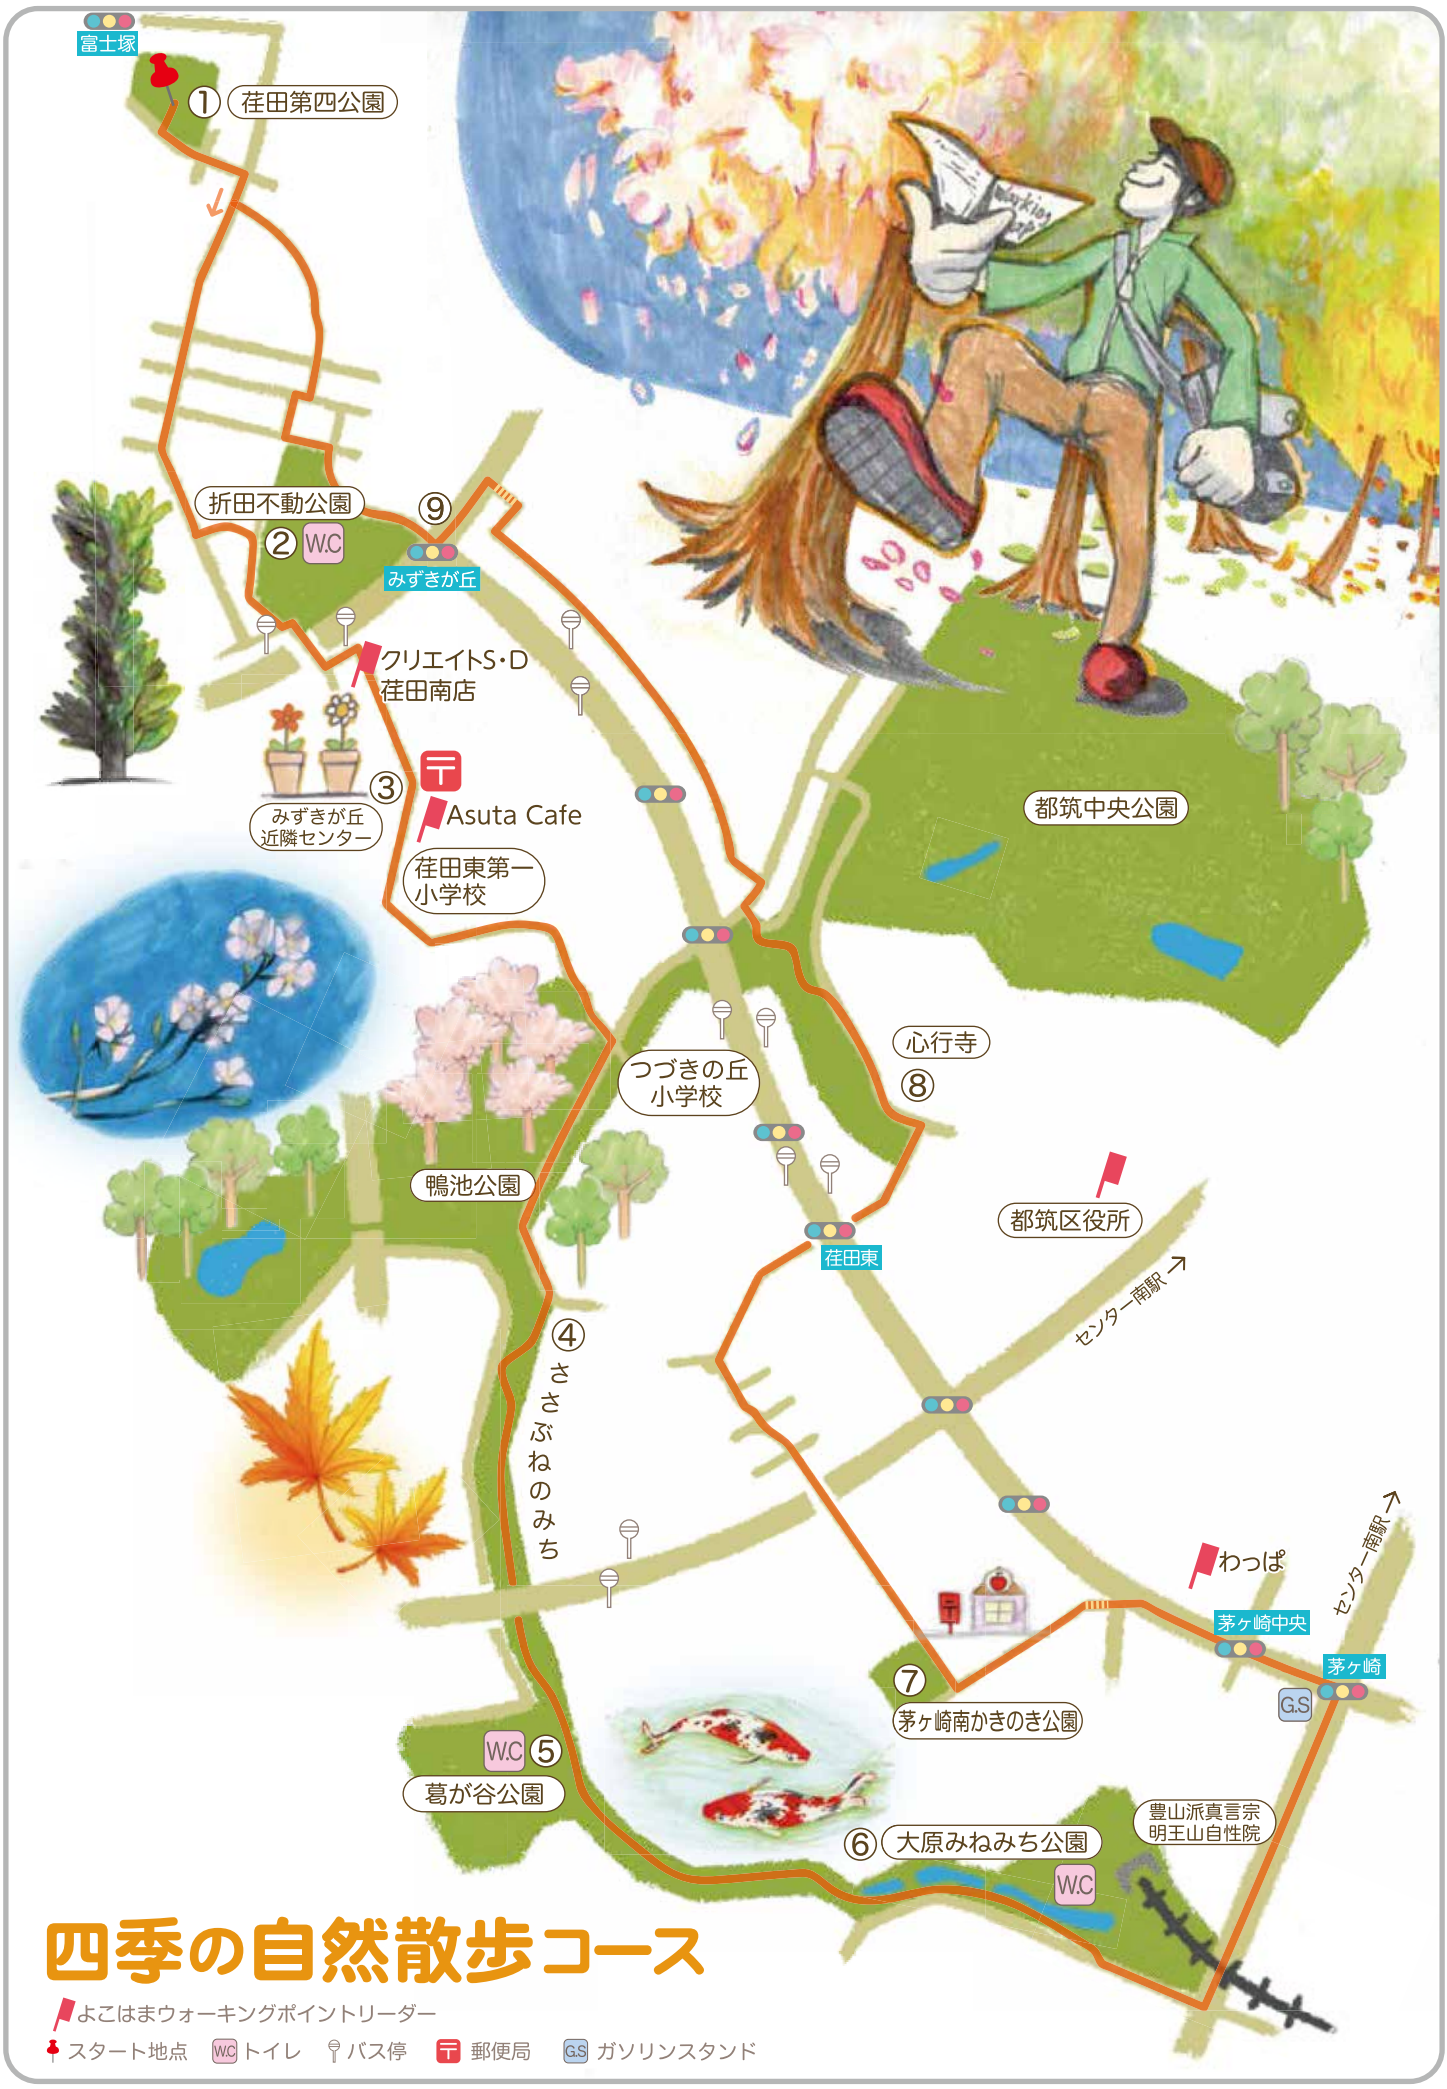 富士塚
① 荏田第四公園
Walking
Map
折田不動公園
② W.C
⑨
みずきが丘
クリエイトS・D
荏田南店
③
みずきが丘
近隣センター
〒
Asuta Cafe
荏田東第一
小学校
都筑中央公園
心行寺
⑧
つづきの丘
小学校
鴨池公園
都筑区役所
荏田東
センター南駅→
④
ささぶねのみち
わっぱ
センター南駅→
茅ヶ崎中央
茅ヶ崎
G.S
〒
⑦
茅ヶ崎南かきのき公園
W.C ⑤
葛が谷公園
⑥ 大原みねみち公園
W.C
豊山派真言宗
明王山自性院
四季の自然散歩コース
よこはまウォーキングポイントリーダー
スタート地点 W.C トイレ バス停 〒 郵便局 G.S ガソリンスタンド